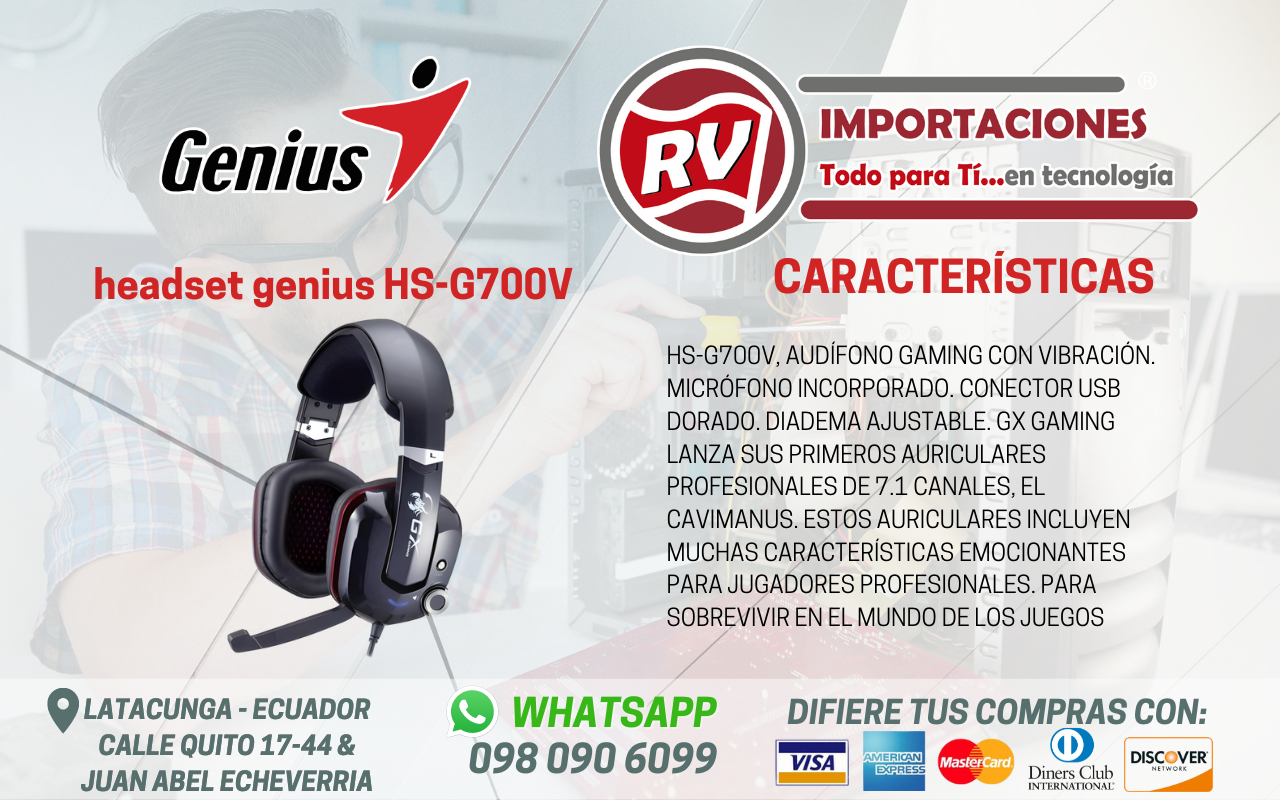 Genius
RV
®
IMPORTACIONES
Todo para Tí...en tecnología
headset genius HS-G700V
GX
CARACTERÍSTICAS
HS-G700V, AUDÍFONO GAMING CON VIBRACIÓN.
MICRÓFONO INCORPORADO. CONECTOR USB
DORADO. DIADEMA AJUSTABLE. GX GAMING
LANZA SUS PRIMEROS AURICULARES
PROFESIONALES DE 7.1 CANALES, EL
CAVIMANUS. ESTOS AURICULARES INCLUYEN
MUCHAS CARACTERÍSTICAS EMOCIONANTES
PARA JUGADORES PROFESIONALES. PARA
SOBREVIVIR EN EL MUNDO DE LOS JUEGOS
LATACUNGA - ECUADOR
CALLE QUITO 17-44 &
JUAN ABEL ECHEVERRIA
WHATSAPP
098 090 6099
DIFIERE TUS COMPRAS CON:
VISA
AMERICAN
EXPRESS
MasterCard
Diners Club
INTERNATIONAL
DISCOVER
NETWORK